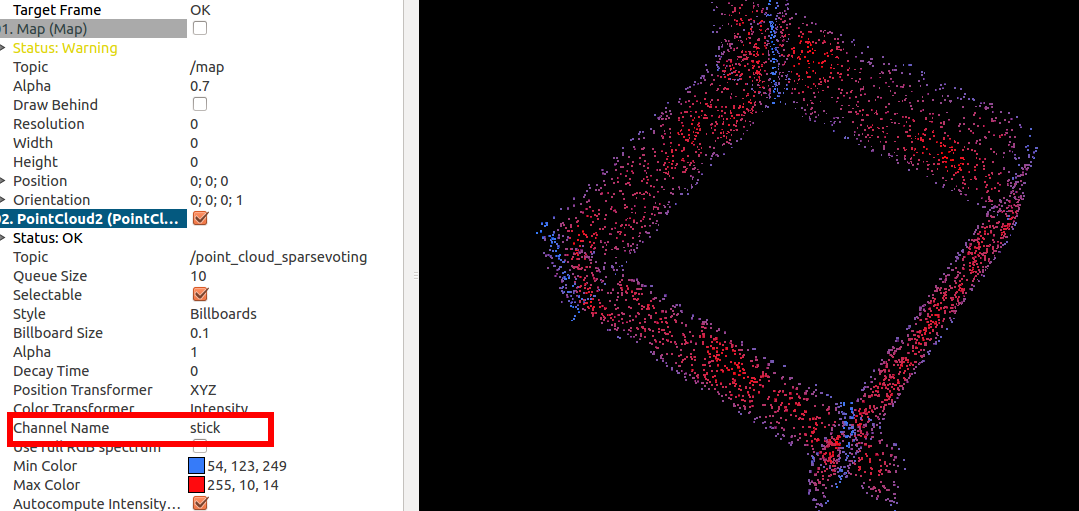 Target Frame OK
01. Map (Map)
Status: Warning
Topic /map
Alpha 0.7
Draw Behind
Resolution 0
Width 0
Height 0
Position 0; 0; 0
Orientation 0; 0; 0; 1
02. PointCloud2 (PointCl...
Status: OK
Topic /point_cloud_sparsevoting
Queue Size 10
Selectable
Style Billboards
Billboard Size 0.1
Alpha 1
Decay Time 0
Position Transformer XYZ
Color Transformer Intensity
Channel Name stick
Use full RGB spectrum
Min Color 54, 123, 249
Max Color 255, 10, 14
Autocompute Intensity...